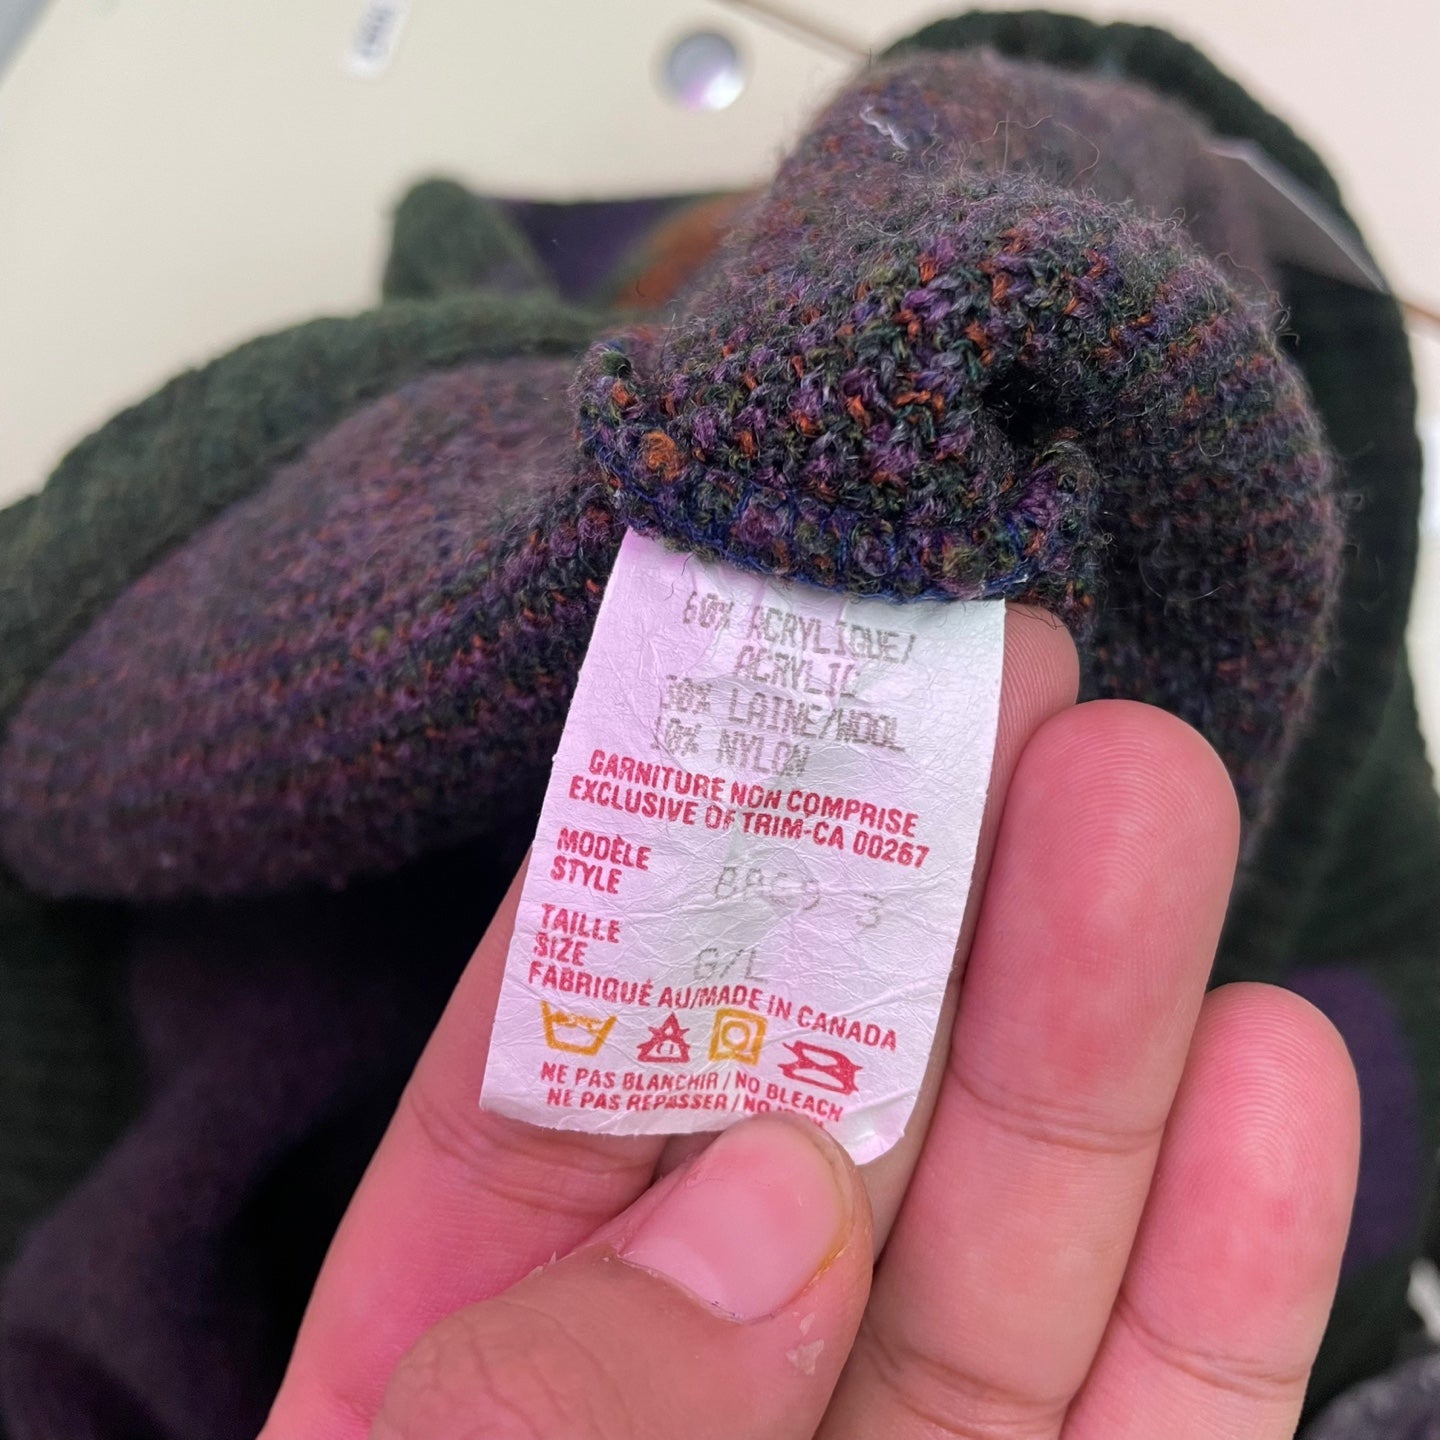 60% ACRYLIQUE/
ACRYLIC
30% LAINE/WOOL
10% NYLON
GARNITURE NON COMPRISE
EXCLUSIVE OF TRIM-CA 00267
MODÈLE
STYLE
TAILLE
SIZE G/L
FABRIQUÉ AU/MADE IN CANADA
NE PAS BLANCHIR/NO BLEACH
NE PAS REPASSER/NO